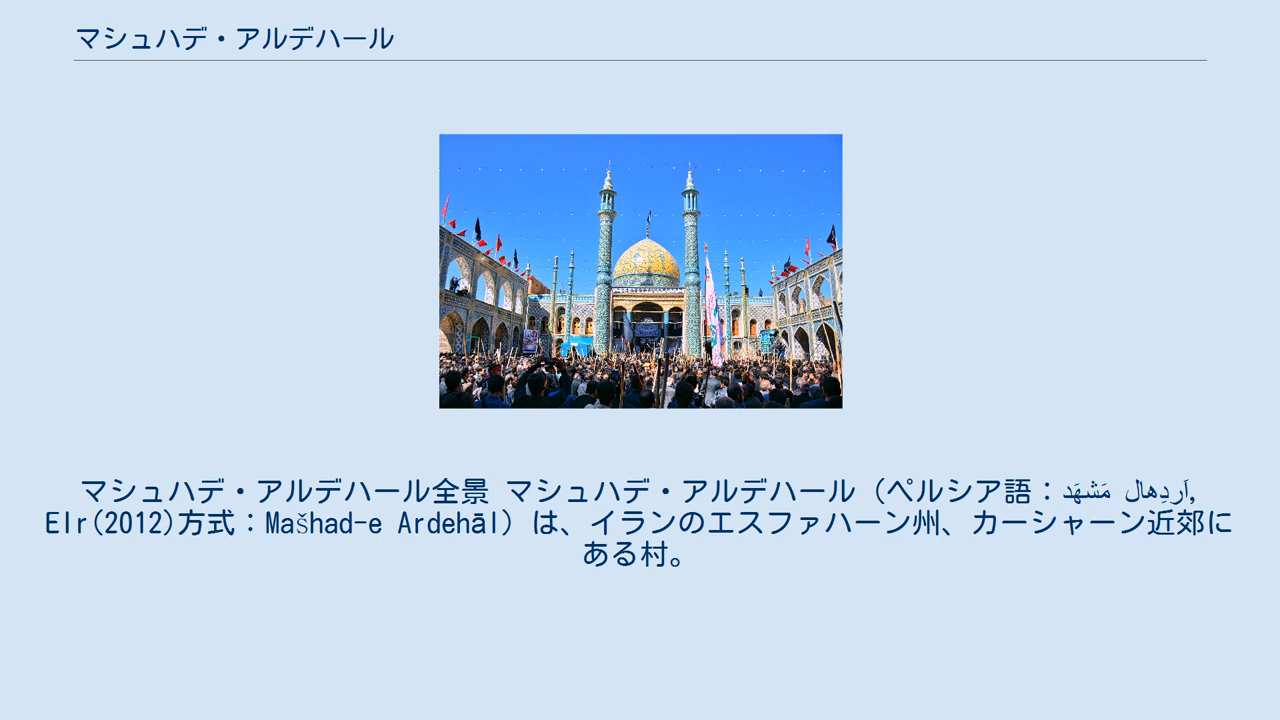 マシュハデ・アルデハール
マシュハデ・アルデハール全景 マシュハデ・アルデハール（ペルシア語：مَشهَد اَردِهال,
EIr(2012)方式：Mašhad-e Ardehāl）は、イランのエスファハーン州、カーシャーン近郊に
ある村。